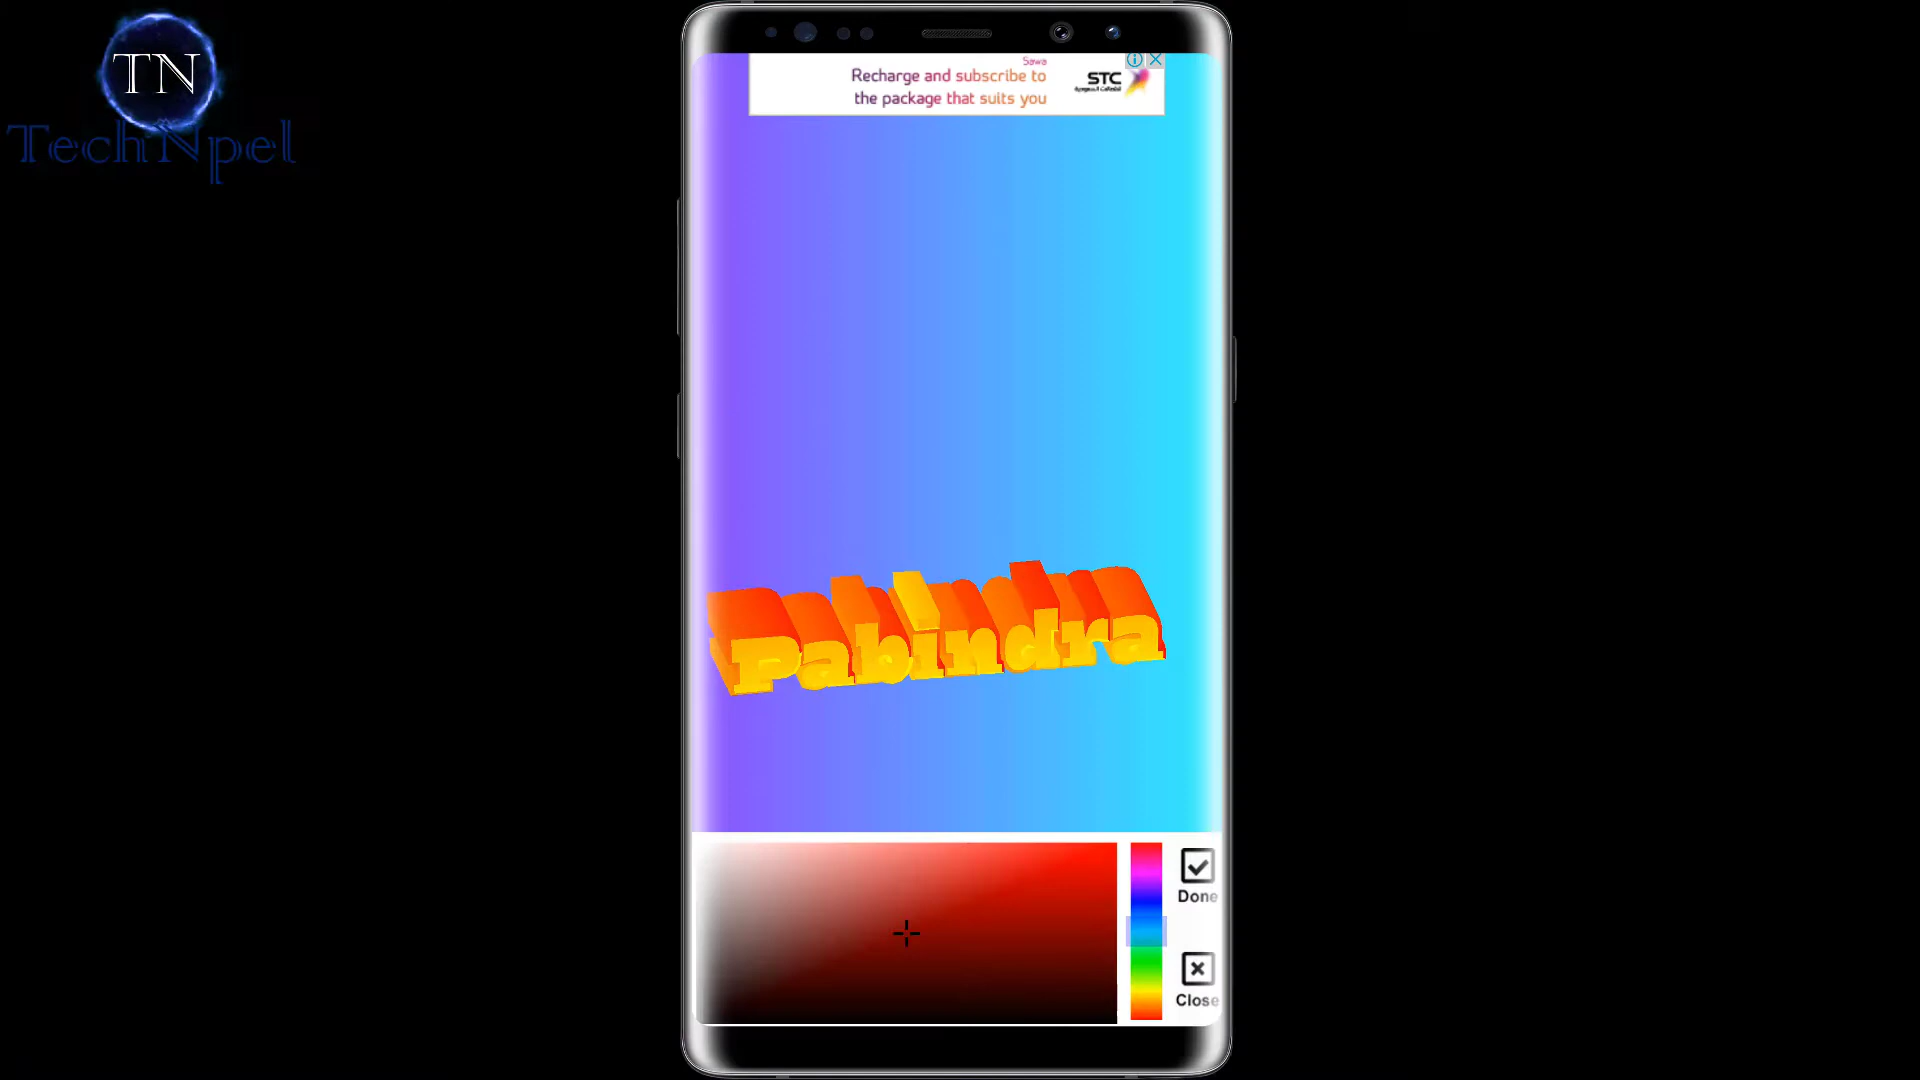 TN
TechNpel
Sawa
Recharge and subscribe to
the package that suits you
STC
Pabindra
Done
Close